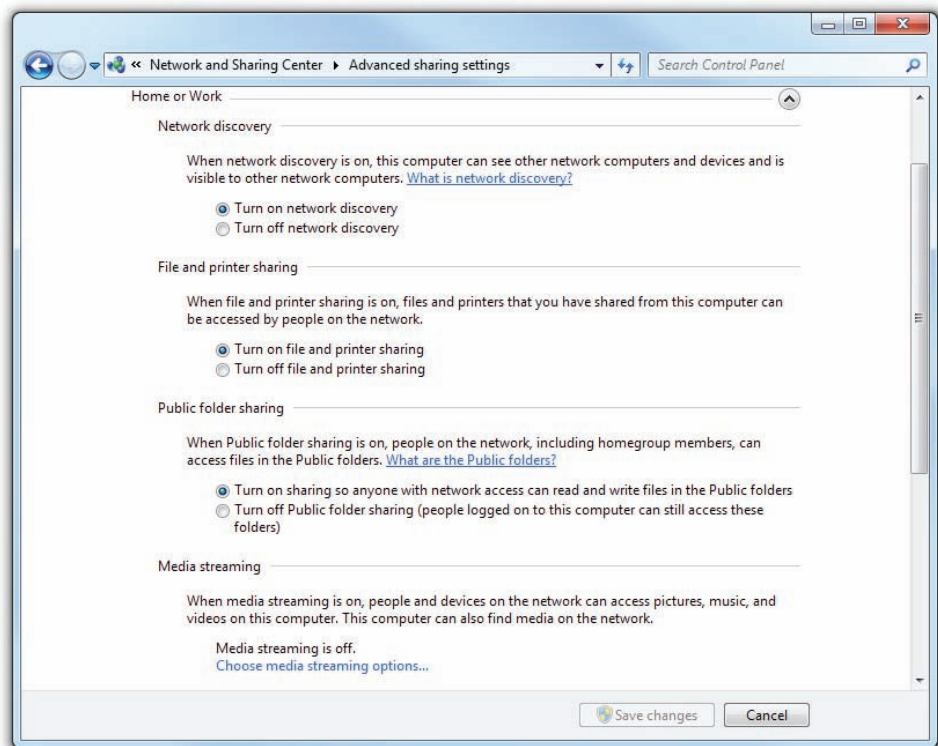 « Network and Sharing Center ▸ Advanced sharing settings
Search Control Panel
Home or Work
Network discovery
When network discovery is on, this computer can see other network computers and devices and is
visible to other network computers. What is network discovery?
Turn on network discovery
Turn off network discovery
File and printer sharing
When file and printer sharing is on, files and printers that you have shared from this computer can
be accessed by people on the network.
Turn on file and printer sharing
Turn off file and printer sharing
Public folder sharing
When Public folder sharing is on, people on the network, including homegroup members, can
access files in the Public folders. What are the Public folders?
Turn on sharing so anyone with network access can read and write files in the Public folders
Turn off Public folder sharing (people logged on to this computer can still access these
folders)
Media streaming
When media streaming is on, people and devices on the network can access pictures, music, and
videos on this computer. This computer can also find media on the network.
Media streaming is off.
Choose media streaming options...
Save changes
Cancel